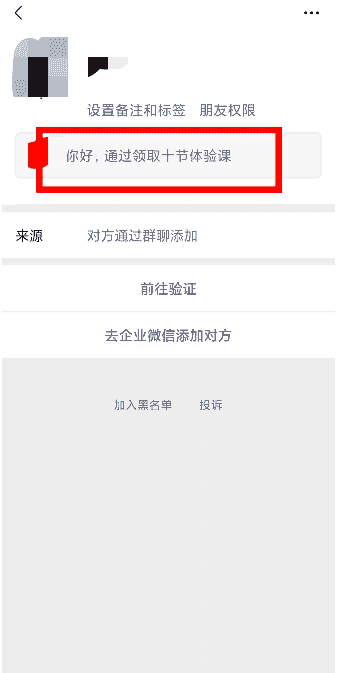 设置备注和标签 朋友权限
你好，通过领取十节体验课
来源 对方通过群聊添加
前往验证
去企业微信添加对方
加入黑名单 投诉